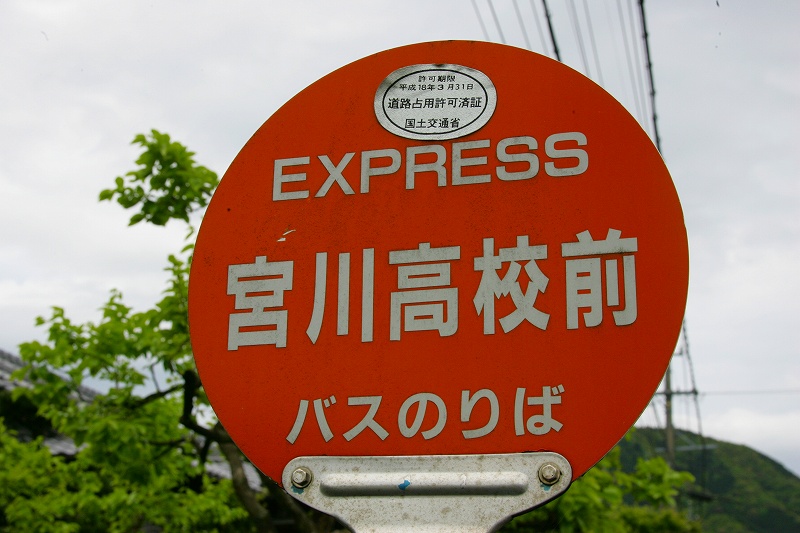 許可期限
平成18年3月31日
道路占用許可済証
国土交通省
EXPRESS
宮川高校前
バスのりば